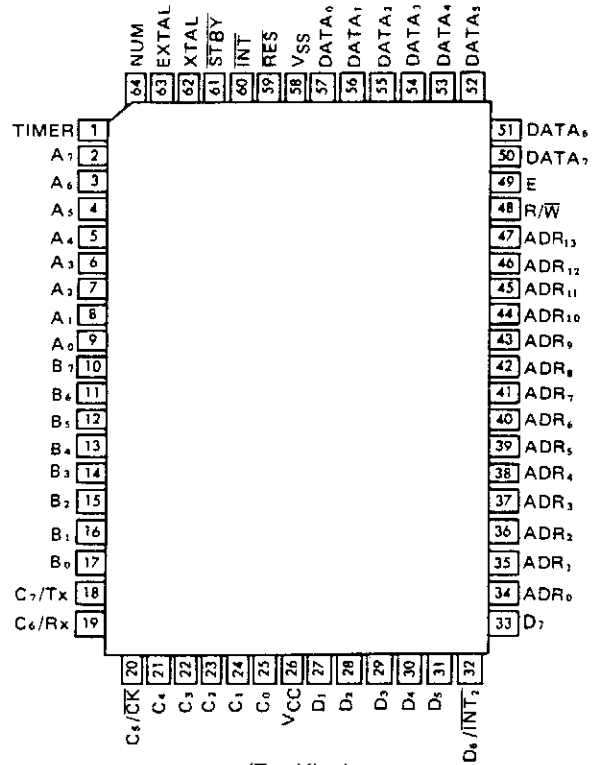 NUM 64
EXTAL 63
XTAL 62
S̅T̅B̅Y̅ 61
I̅N̅T̅ 60
R̅E̅S̅ 59
VSS 58
DATA₀ 57
DATA₁ 56
DATA₂ 55
DATA₃ 54
DATA₄ 53
DATA₅ 52
TIMER 1
A₇ 2
A₆ 3
A₅ 4
A₄ 5
A₃ 6
A₂ 7
A₁ 8
A₀ 9
B₇ 10
B₆ 11
B₅ 12
B₄ 13
B₃ 14
B₂ 15
B₁ 16
B₀ 17
C₇/Tx 18
C₆/Rx 19
51 DATA₆
50 DATA₇
49 E
48 R/W̅
47 ADR₁₃
46 ADR₁₂
45 ADR₁₁
44 ADR₁₀
43 ADR₉
42 ADR₈
41 ADR₇
40 ADR₆
39 ADR₅
38 ADR₄
37 ADR₃
36 ADR₂
35 ADR₁
34 ADR₀
33 D₇
20 C₅/C̅K̅
21 C₄
22 C₃
23 C₂
24 C₁
25 C₀
26 VCC
27 D₁
28 D₂
29 D₃
30 D₄
31 D₅
32 D₆/I̅N̅T̅₂